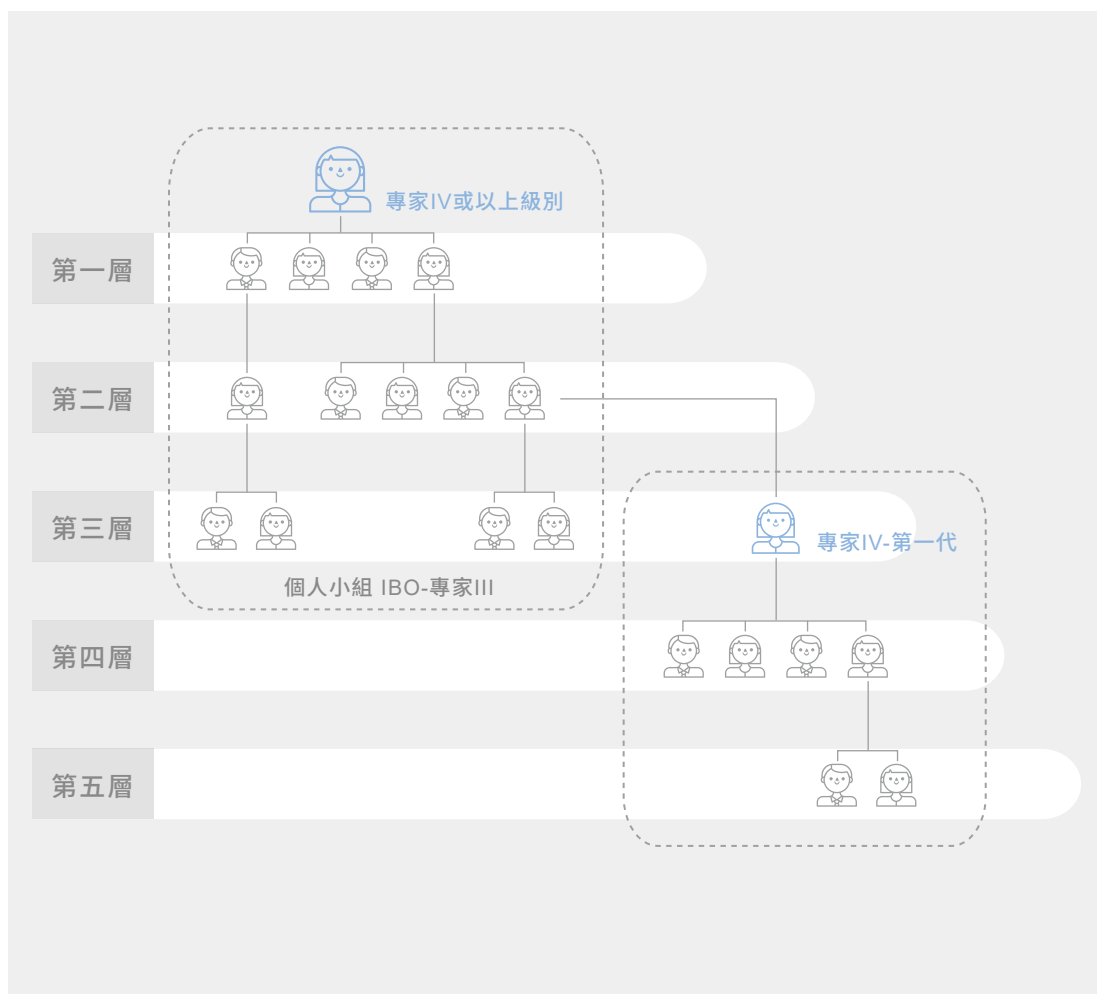 專家IV或以上級別
第一層
第二層
第三層
專家IV-第一代
個人小組 IBO-專家III
第四層
第五層